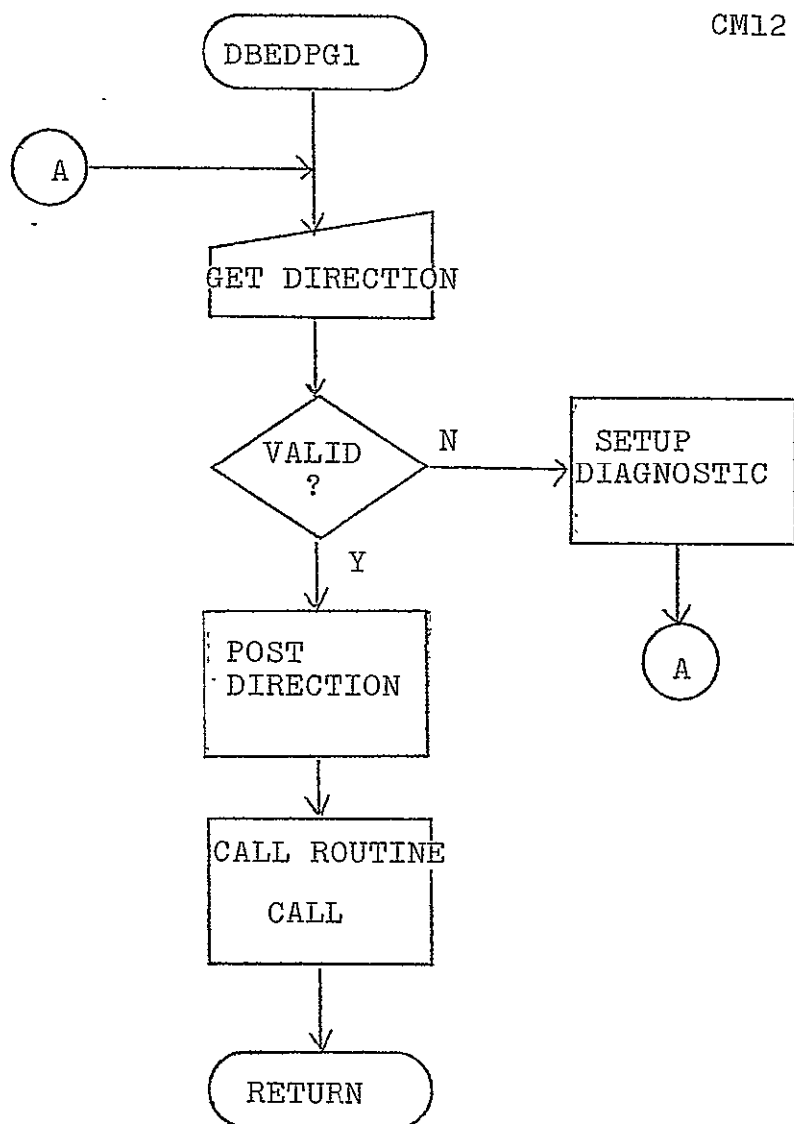 CM12
DBEDPG1
A
GET DIRECTION
VALID
?
N
SETUP
DIAGNOSTIC
Y
POST
DIRECTION
A
CALL ROUTINE
CALL
RETURN